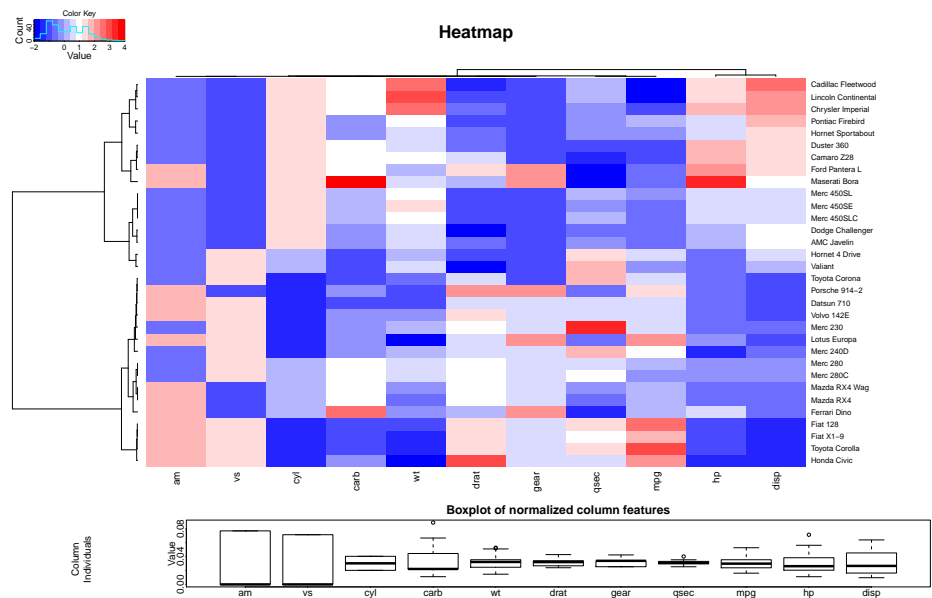 Color Key
Count
0 40
−2 −1 0 1 2 3 4
Value
Heatmap
Cadillac Fleetwood
Lincoln Continental
Chrysler Imperial
Pontiac Firebird
Hornet Sportabout
Duster 360
Camaro Z28
Ford Pantera L
Maserati Bora
Merc 450SL
Merc 450SE
Merc 450SLC
Dodge Challenger
AMC Javelin
Hornet 4 Drive
Valiant
Toyota Corona
Porsche 914−2
Datsun 710
Volvo 142E
Merc 230
Lotus Europa
Merc 240D
Merc 280
Merc 280C
Mazda RX4 Wag
Mazda RX4
Ferrari Dino
Fiat 128
Fiat X1−9
Toyota Corolla
Honda Civic
am vs cyl carb wt drat gear qsec mpg hp disp
Boxplot of normalized column features
Column
Individuals
Value
0.00 0.04 0.08
am vs cyl carb wt drat gear qsec mpg hp disp